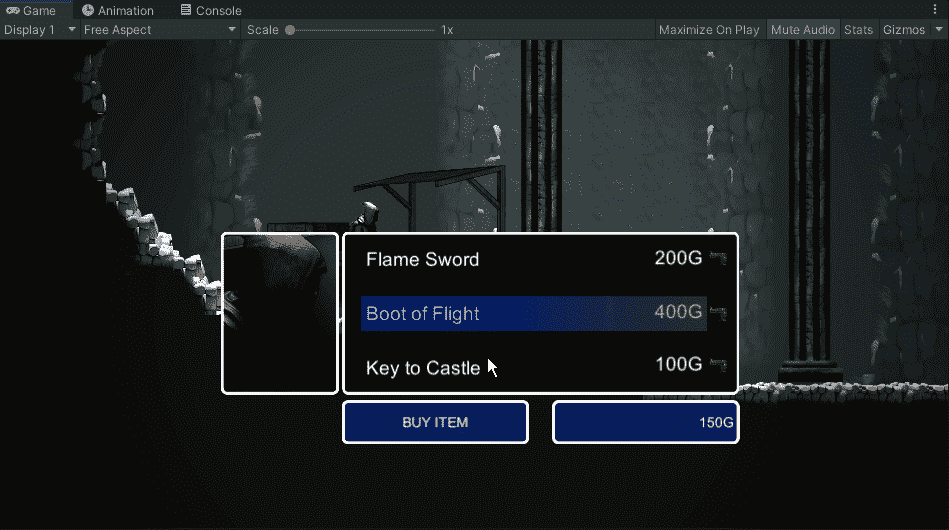 Game Animation Console
Display 1 Free Aspect Scale 1x Maximize On Play Mute Audio Stats Gizmos
Flame Sword 200G
Boot of Flight 400G
Key to Castle 100G
BUY ITEM 150G